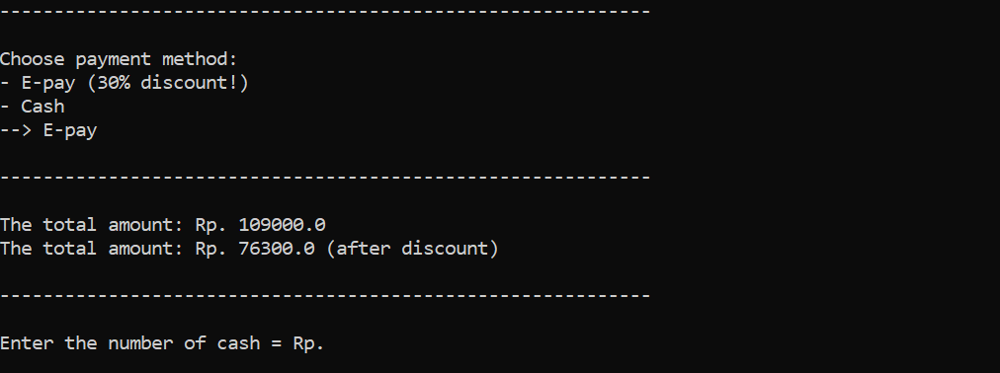 ------------------------------------------------------------
Choose payment method:
- E-pay (30% discount!)
- Cash
--> E-pay
------------------------------------------------------------
The total amount: Rp. 109000.0
The total amount: Rp. 76300.0 (after discount)
------------------------------------------------------------
Enter the number of cash = Rp.